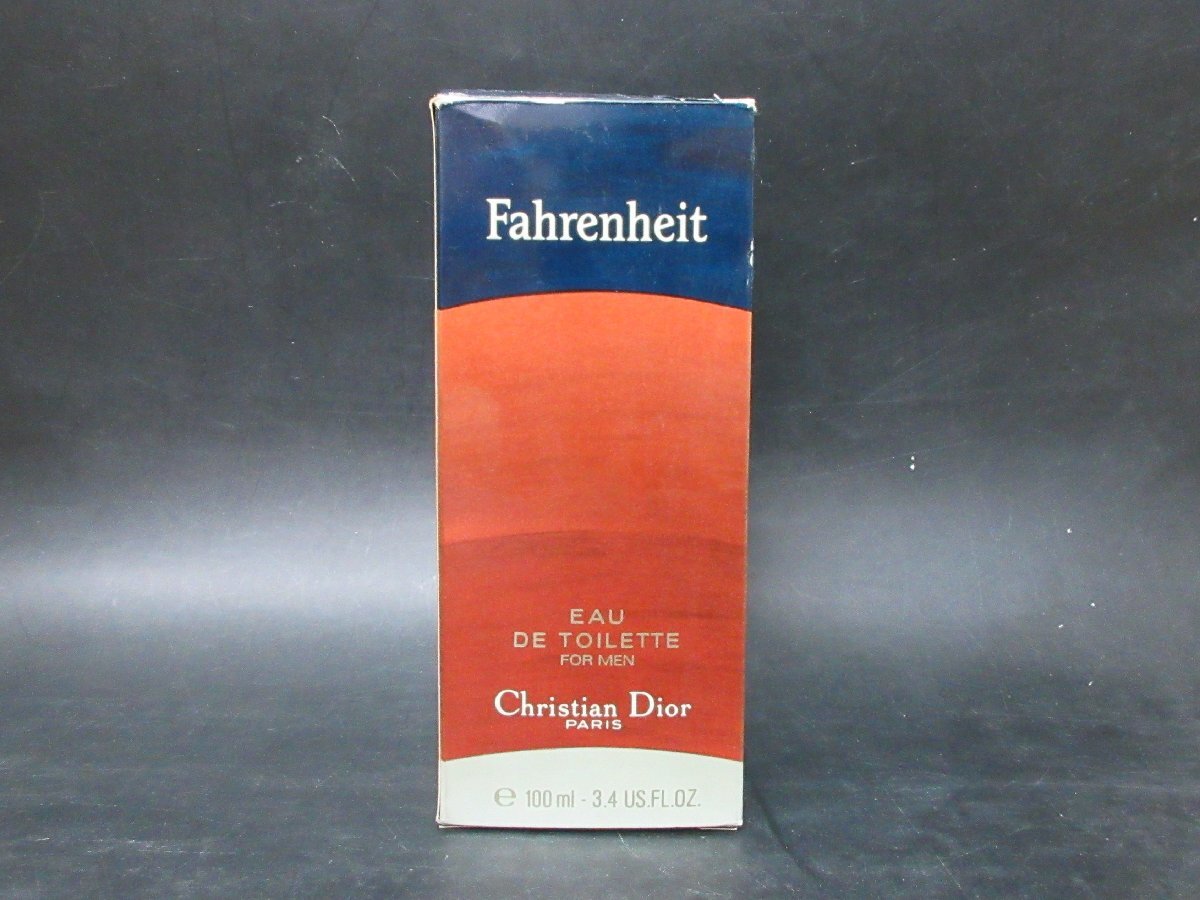 Fahrenheit
EAU
DE TOILETTE
FOR MEN
Christian Dior
PARIS
℮ 100 ml - 3.4 US.FL.OZ.